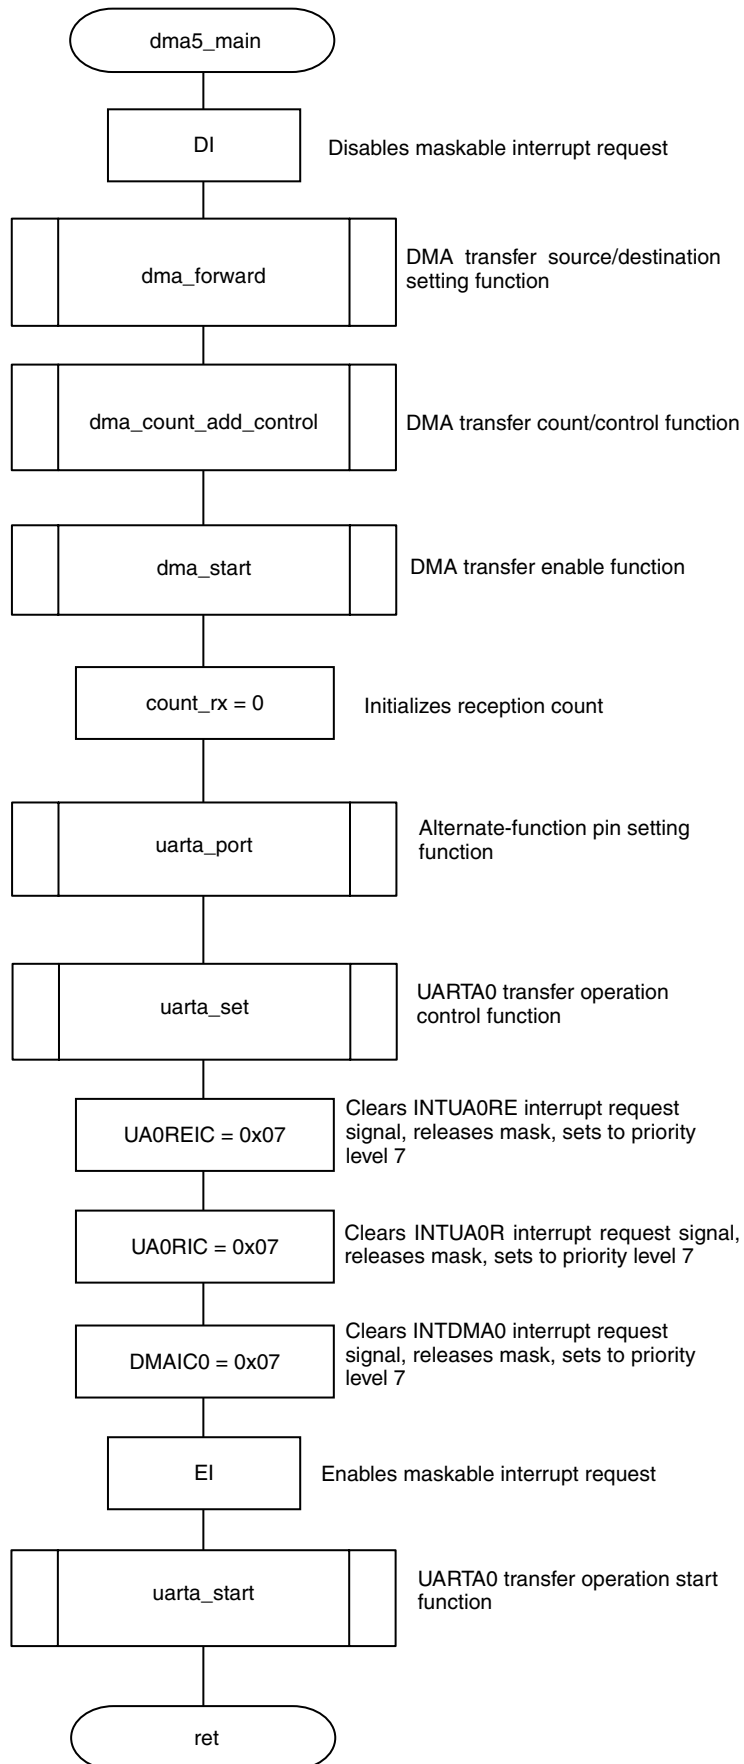 dma5_main
DI
Disables maskable interrupt request
dma_forward
DMA transfer source/destination
setting function
dma_count_add_control
DMA transfer count/control function
dma_start
DMA transfer enable function
count_rx = 0
Initializes reception count
uarta_port
Alternate-function pin setting
function
uarta_set
UARTA0 transfer operation
control function
UA0REIC = 0x07
Clears INTUA0RE interrupt request
signal, releases mask, sets to priority
level 7
UA0RIC = 0x07
Clears INTUA0R interrupt request signal,
releases mask, sets to priority level 7
DMAIC0 = 0x07
Clears INTDMA0 interrupt request
signal, releases mask, sets to priority
level 7
EI
Enables maskable interrupt request
uarta_start
UARTA0 transfer operation start
function
ret